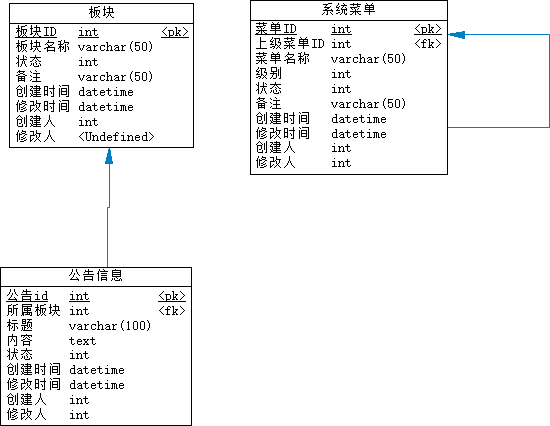 板块
板块ID int <pk>
板块名称 varchar(50)
状态 int
备注 varchar(50)
创建时间 datetime
修改时间 datetime
创建人 int
修改人 <Undefined>
系统菜单
菜单ID int <pk>
上级菜单ID int <fk>
菜单名称 varchar(50)
级别 int
状态 int
备注 varchar(50)
创建时间 datetime
修改时间 datetime
创建人 int
修改人 int
公告信息
公告id int <pk>
所属板块 int <fk>
标题 varchar(100)
内容 text
状态 int
创建时间 datetime
修改时间 datetime
创建人 int
修改人 int